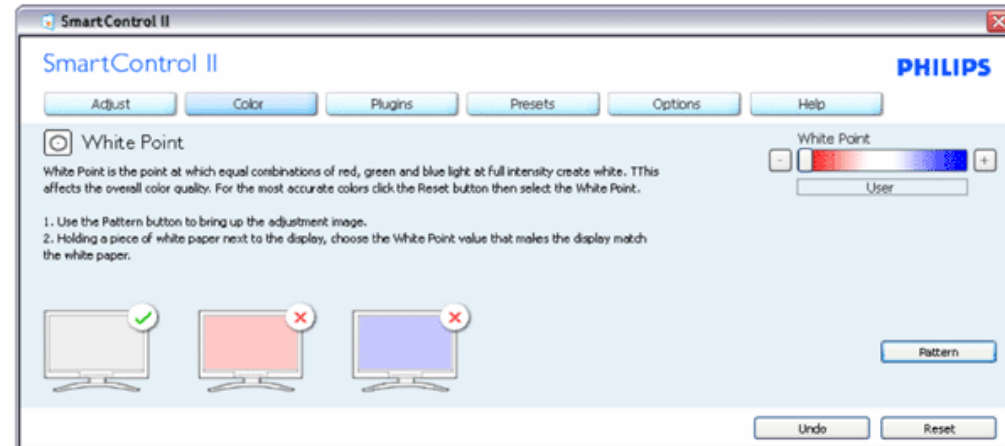 SmartControl II
SmartControl II
PHILIPS
Adjust
Color
Plugins
Presets
Options
Help
White Point
White Point is the point at which equal combinations of red, green and blue light at full intensity create white. TThis
affects the overall color quality. For the most accurate colors click the Reset button then select the White Point.
1. Use the Pattern button to bring up the adjustment image.
2. Holding a piece of white paper next to the display, choose the White Point value that makes the display match
the white paper.
White Point
-
+
User
Pattern
Undo
Reset